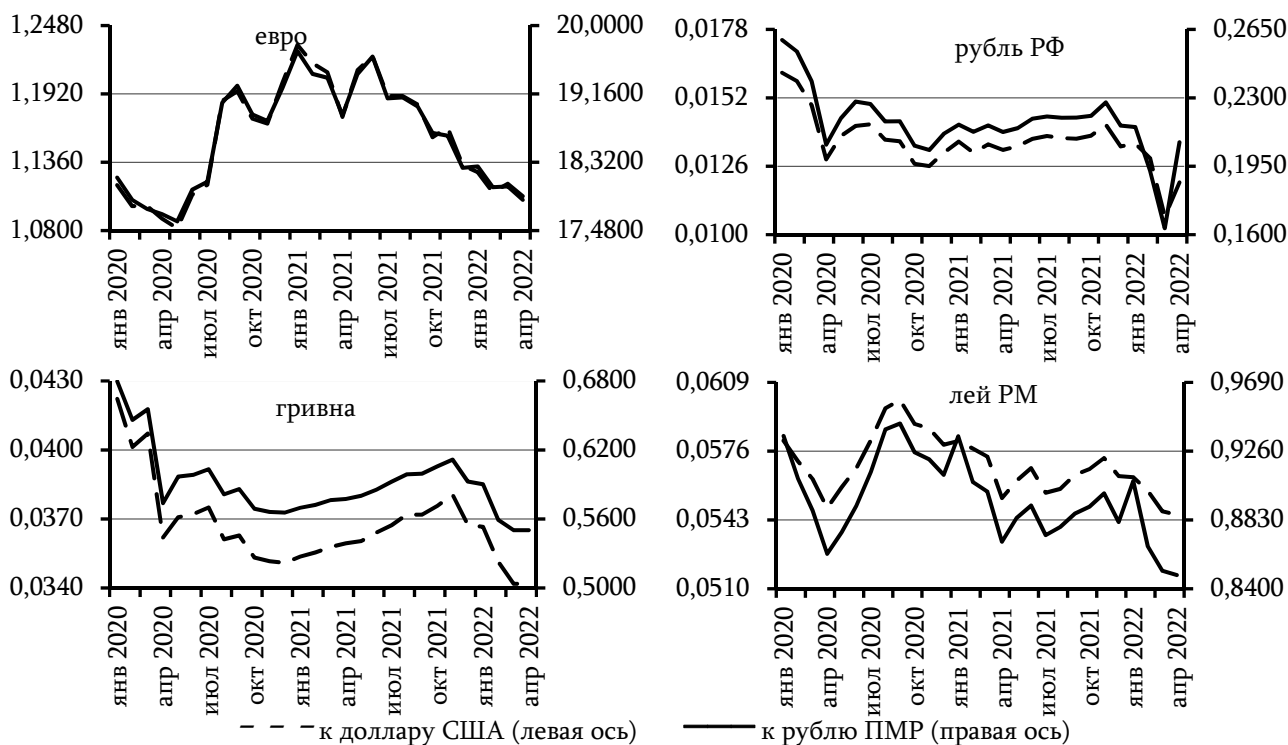 евро
1,2480
1,1920
1,1360
1,0800
20,0000
19,1600
18,3200
17,4800
янв 2020
апр 2020
июл 2020
окт 2020
янв 2021
апр 2021
июл 2021
окт 2021
янв 2022
апр 2022
рубль РФ
0,0178
0,0152
0,0126
0,0100
0,2650
0,2300
0,1950
0,1600
янв 2020
апр 2020
июл 2020
окт 2020
янв 2021
апр 2021
июл 2021
окт 2021
янв 2022
апр 2022
гривна
0,0430
0,0400
0,0370
0,0340
0,6800
0,6200
0,5600
0,5000
янв 2020
апр 2020
июл 2020
окт 2020
янв 2021
апр 2021
июл 2021
окт 2021
янв 2022
апр 2022
лей РМ
0,0609
0,0576
0,0543
0,0510
0,9690
0,9260
0,8830
0,8400
янв 2020
апр 2020
июл 2020
окт 2020
янв 2021
апр 2021
июл 2021
окт 2021
янв 2022
апр 2022
к доллару США (левая ось)
к рублю ПМР (правая ось)